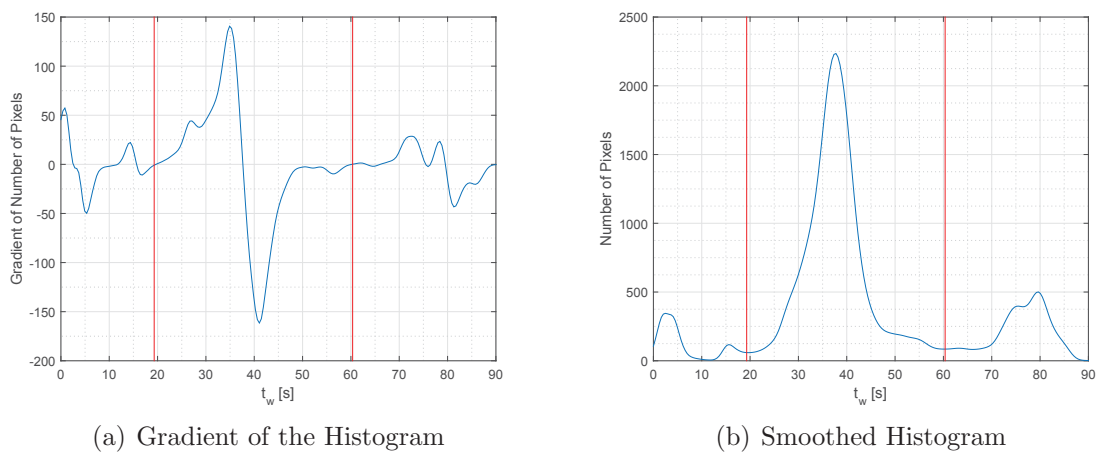 150
100
50
0
-50
-100
-150
-200
Gradient of Number of Pixels
0 10 20 30 40 50 60 70 80 90
t_w [s]
(a) Gradient of the Histogram
2500
2000
1500
1000
500
0
Number of Pixels
0 10 20 30 40 50 60 70 80 90
t_w [s]
(b) Smoothed Histogram